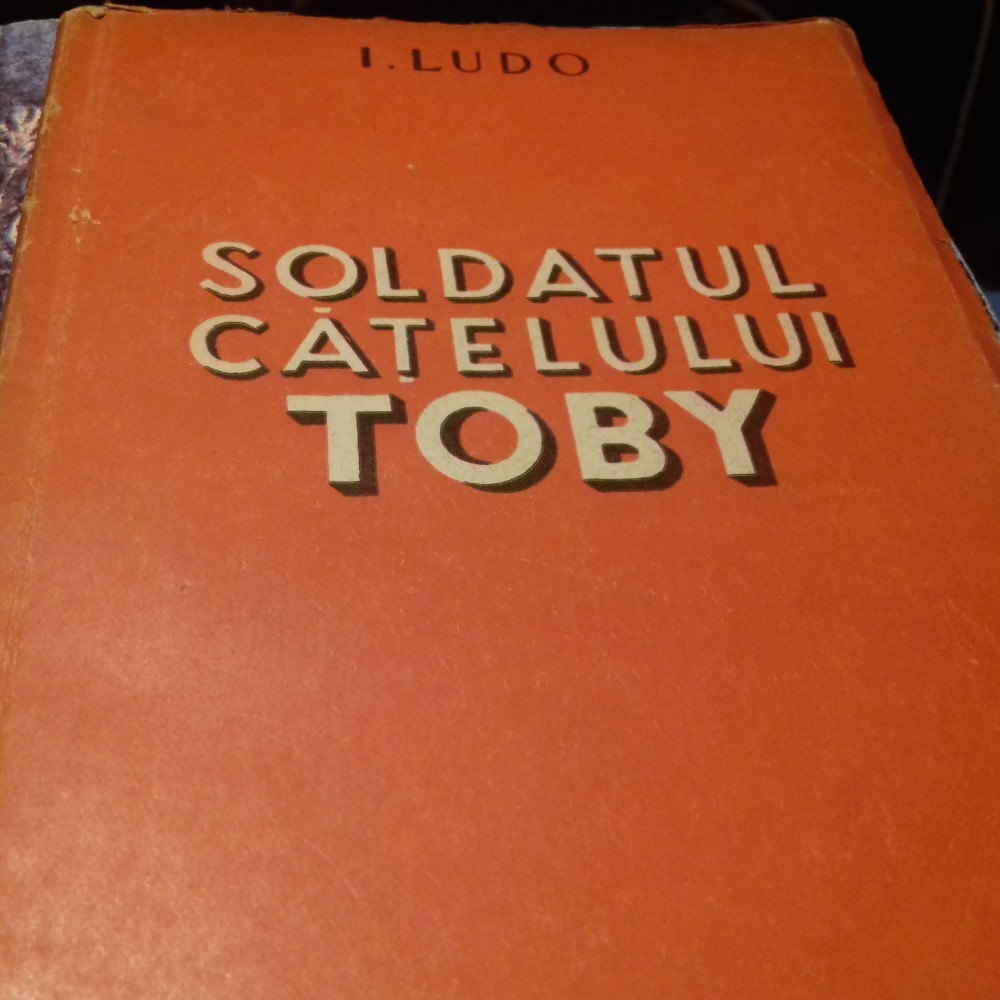 I. LUDO
SOLDATUL
CĂȚELULUI
TOBY